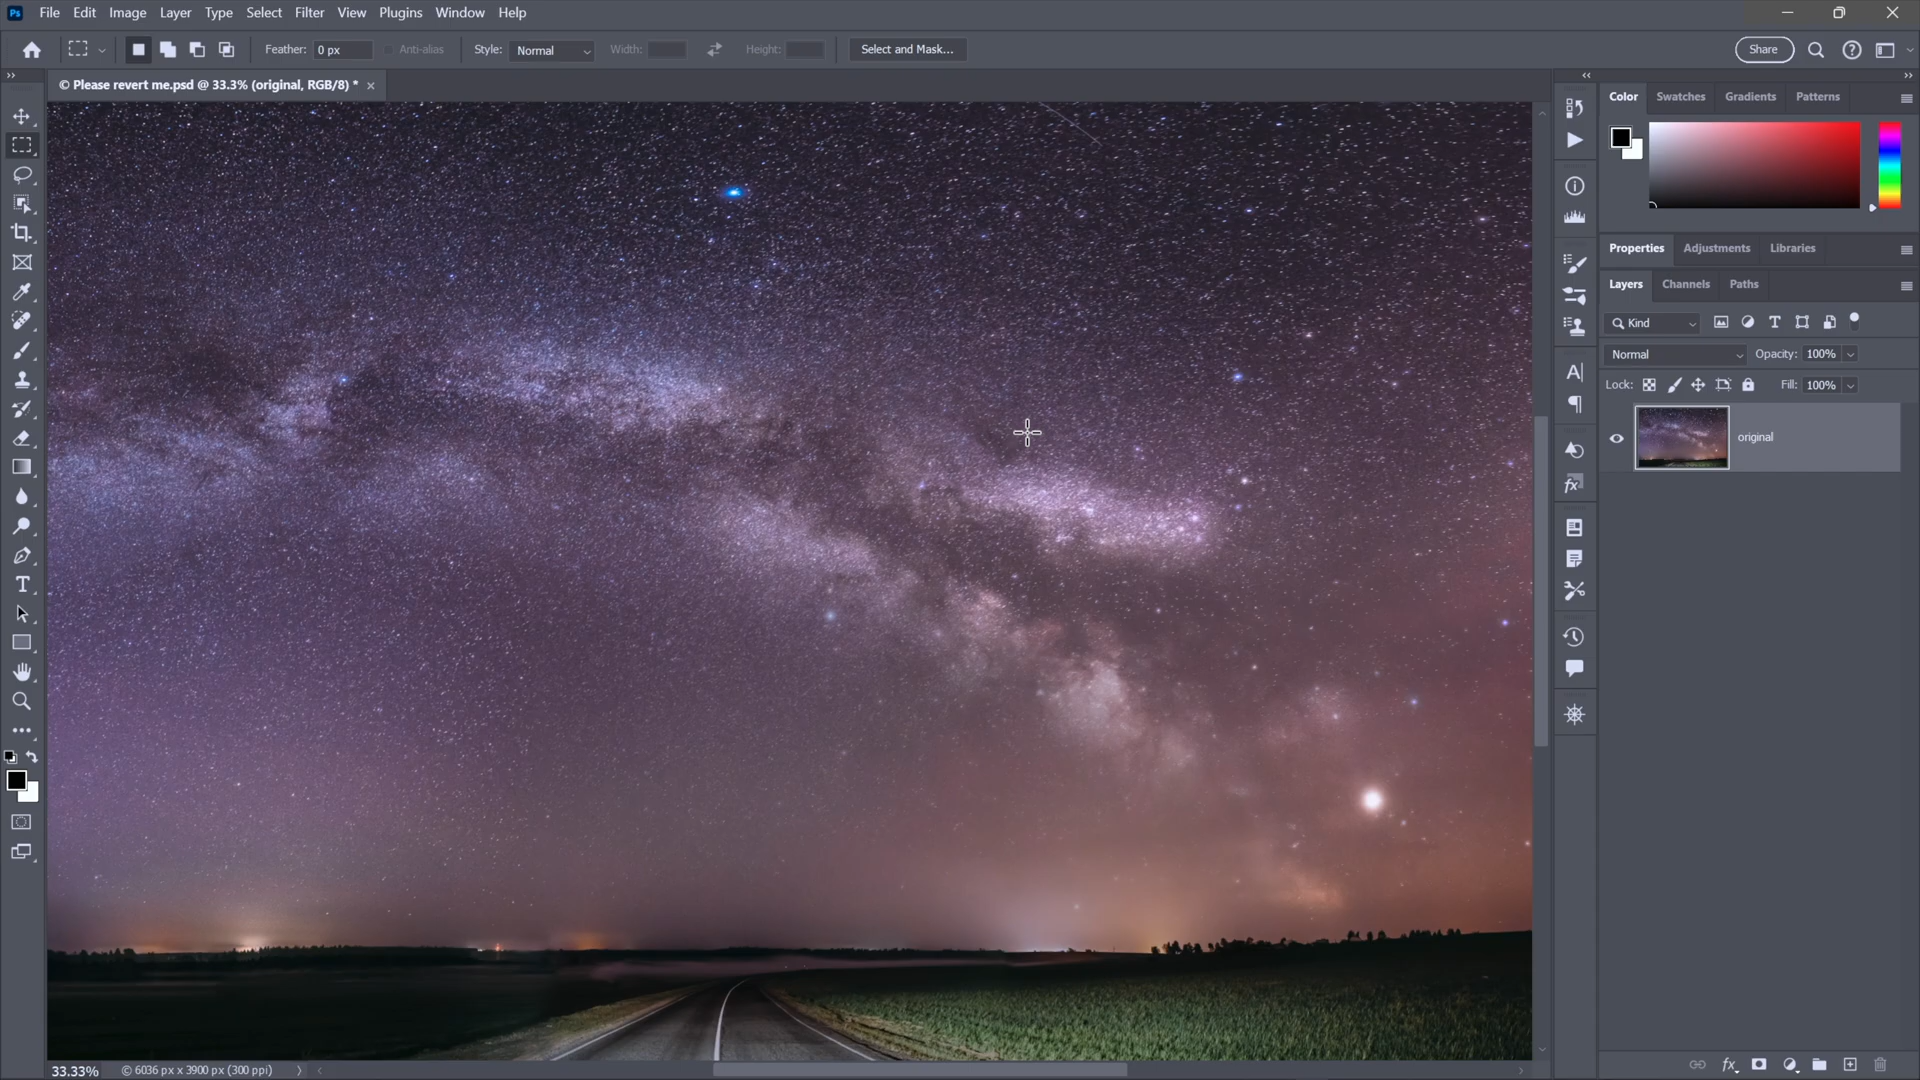 Ps File Edit Image Layer Type Select Filter View Plugins Window Help
Feather: 0 px Anti-alias Style: Normal Width: Height: Select and Mask... Share
© Please revert me.psd @ 33.3% (original, RGB/8) *
Color Swatches Gradients Patterns
Properties Adjustments Libraries
Layers Channels Paths
Kind
Normal Opacity: 100%
Lock: Fill: 100%
original
33.33% © 6036 px x 3900 px (300 ppi)